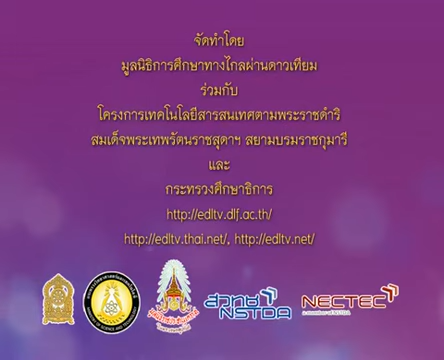 จัดทำโดย
มูลนิธิการศึกษาทางไกลผ่านดาวเทียม
ร่วมกับ
โครงการเทคโนโลยีสารสนเทศตามพระราชดำริ
สมเด็จพระเทพรัตนราชสุดาฯ สยามบรมราชกุมารี
และ
กระทรวงศึกษาธิการ
http://edltv.dlf.ac.th/
http://edltv.thai.net/, http://edltv.net/
สวทช
NSTDA
NECTEC
a member of NSTDA